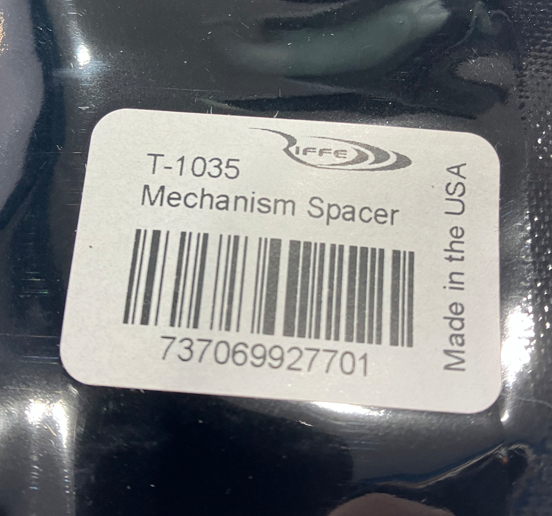 RIFFE
T-1035
Mechanism Spacer
737069927701
Made in the USA